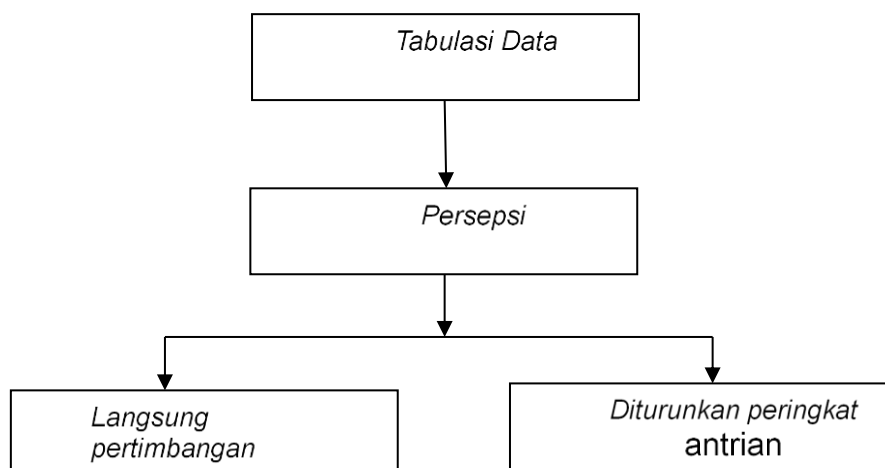 Tabulasi Data
Persepsi
Langsung
pertimbangan
Diturunkan peringkat
antrian